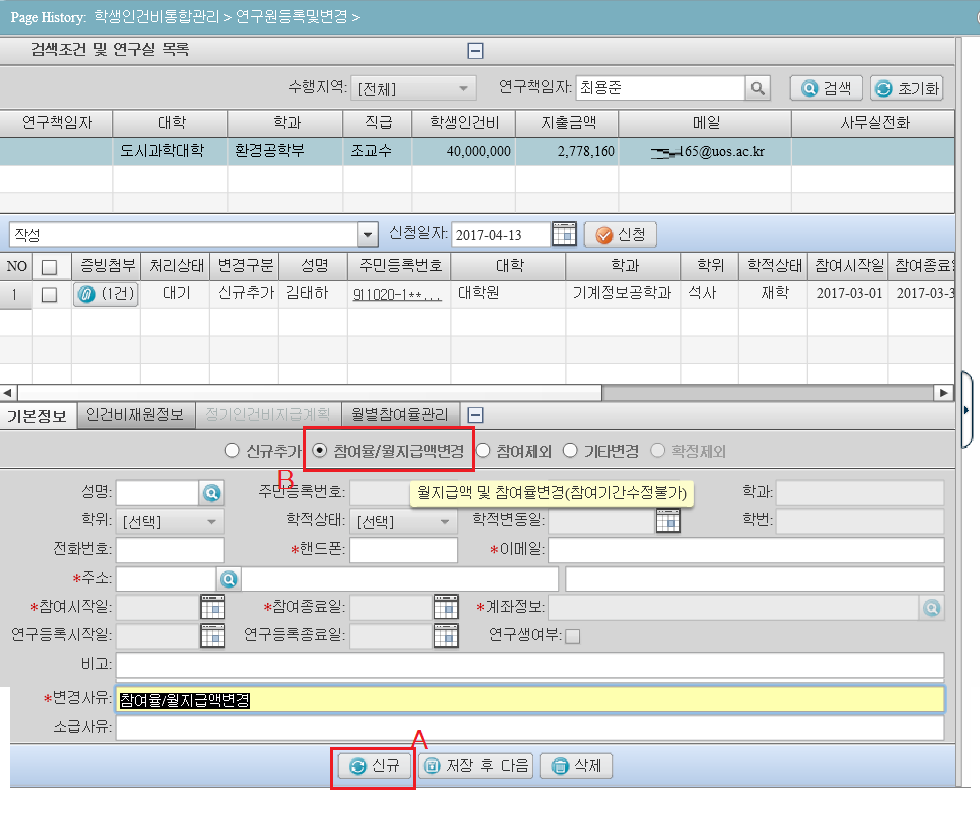 Page History: 학생인건비통합관리 > 연구원등록및변경 >
검색조건 및 연구실 목록
수행지역: [전체] 연구책임자: 최용준 검색 초기화
연구책임자 대학 학과 직급 학생인건비 지출금액 메일 사무실전화
도시과학대학 환경공학부 조교수 40,000,000 2,778,160 165@uos.ac.kr
작성 신청일자: 2017-04-13 신청
NO 증빙첨부 처리상태 변경구분 성명 주민등록번호 대학 학과 학위 학적상태 참여시작일 참여종료일
1 (1건) 대기 신규추가 김태하 911020-1**,... 대학원 기계정보공학과 석사 재학 2017-03-01 2017-03-3
기본정보 인건비재원정보 정기인건비지급계획 월별참여율관리
신규추가 참여율/월지급액변경 참여제외 기타변경 확정제외
B
성명: 주민등록번호: 월지급액 및 참여율변경(참여기간수정불가) 학과:
학위: [선택] 학적상태: [선택] 학적변동일: 학번:
전화번호: *핸드폰: *이메일:
*주소:
*참여시작일: *참여종료일: *계좌정보:
연구등록시작일: 연구등록종료일: 연구생여부:
비고:
*변경사유: 참여율/월지급액변경
소급사유:
A
신규 저장 후 다음 삭제